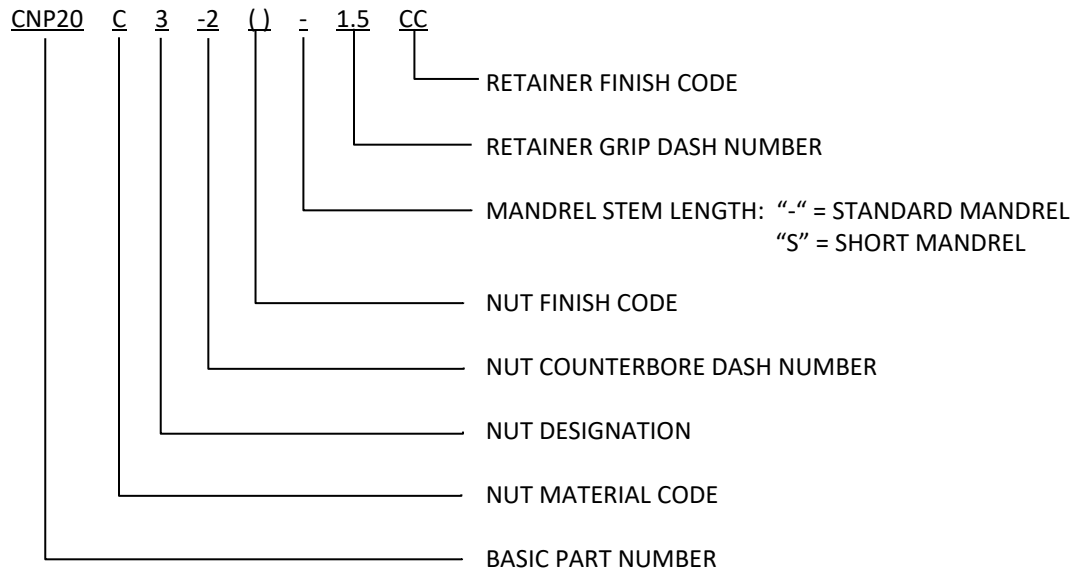 CNP20 C 3 -2 ( ) - 1.5 CC
RETAINER FINISH CODE
RETAINER GRIP DASH NUMBER
MANDREL STEM LENGTH: “-“ = STANDARD MANDREL
“S” = SHORT MANDREL
NUT FINISH CODE
NUT COUNTERBORE DASH NUMBER
NUT DESIGNATION
NUT MATERIAL CODE
BASIC PART NUMBER